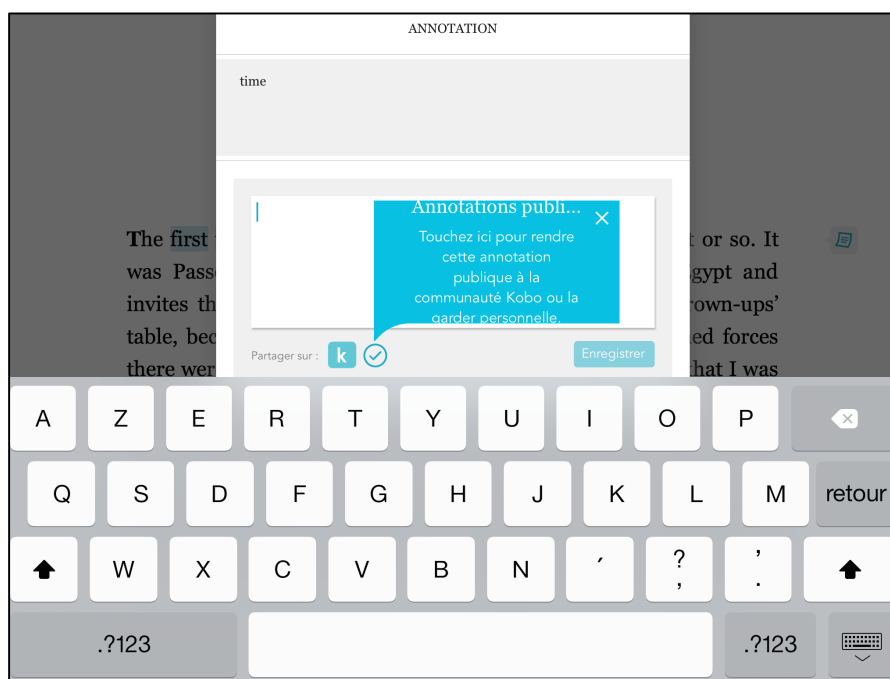 ANNOTATION
time
Annotations publi...
Touchez ici pour rendre
cette annotation
publique à la
communauté Kobo ou la
garder personnelle.
The first
t or so. It
was Pass
gypt and
invites th
rown-ups'
table, bec
ed forces
there wer
that I was
Partager sur : k
Enregistrer
A Z E R T Y U I O P
Q S D F G H J K L M retour
W X C V B N ´ ? , ' .
.?123 .?123